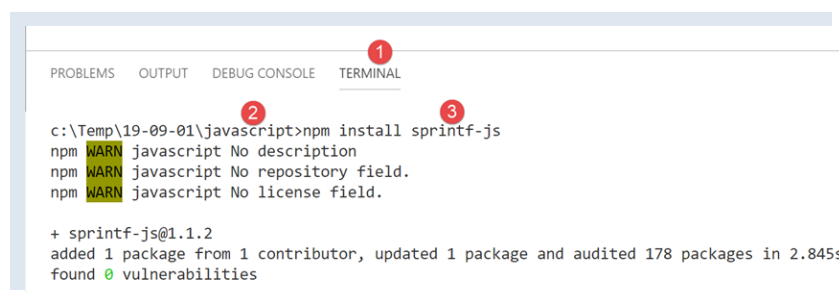 1
PROBLEMS OUTPUT DEBUG CONSOLE TERMINAL
2 3
c:\Temp\19-09-01\javascript>npm install sprintf-js
npm WARN javascript No description
npm WARN javascript No repository field.
npm WARN javascript No license field.
+ sprintf-js@1.1.2
added 1 package from 1 contributor, updated 1 package and audited 178 packages in 2.845s
found 0 vulnerabilities